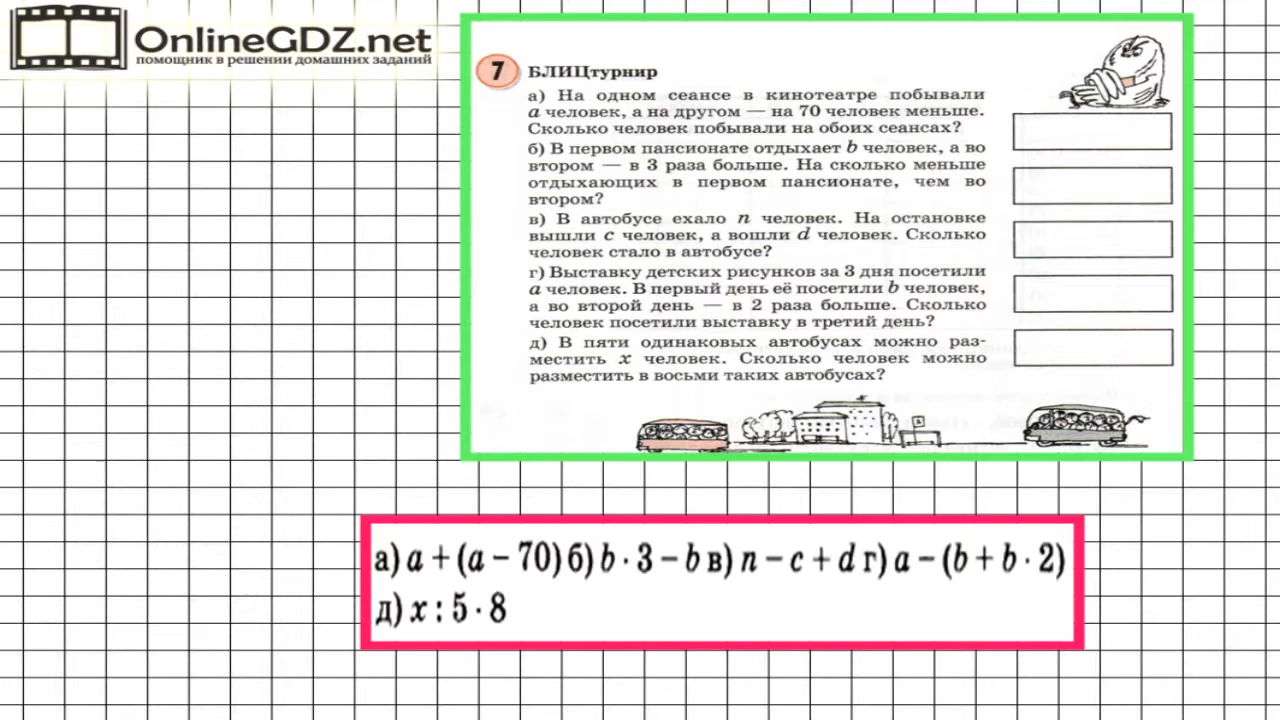 OnlineGDZ.net
помощник в решении домашних заданий
7 БЛИЦтурнир
а) На одном сеансе в кинотеатре побывали
a человек, а на другом — на 70 человек меньше.
Сколько человек побывали на обоих сеансах?
б) В первом пансионате отдыхает b человек, а во
втором — в 3 раза больше. На сколько меньше
отдыхающих в первом пансионате, чем во
втором?
в) В автобусе ехало n человек. На остановке
вышли c человек, а вошли d человек. Сколько
человек стало в автобусе?
г) Выставку детских рисунков за 3 дня посетили
a человек. В первый день её посетили b человек,
а во второй день — в 2 раза больше. Сколько
человек посетили выставку в третий день?
д) В пяти одинаковых автобусах можно раз-
местить x человек. Сколько человек можно
разместить в восьми таких автобусах?
а) a + (a − 70) б) b · 3 − b в) n − c + d г) a − (b + b · 2)
д) x : 5 · 8